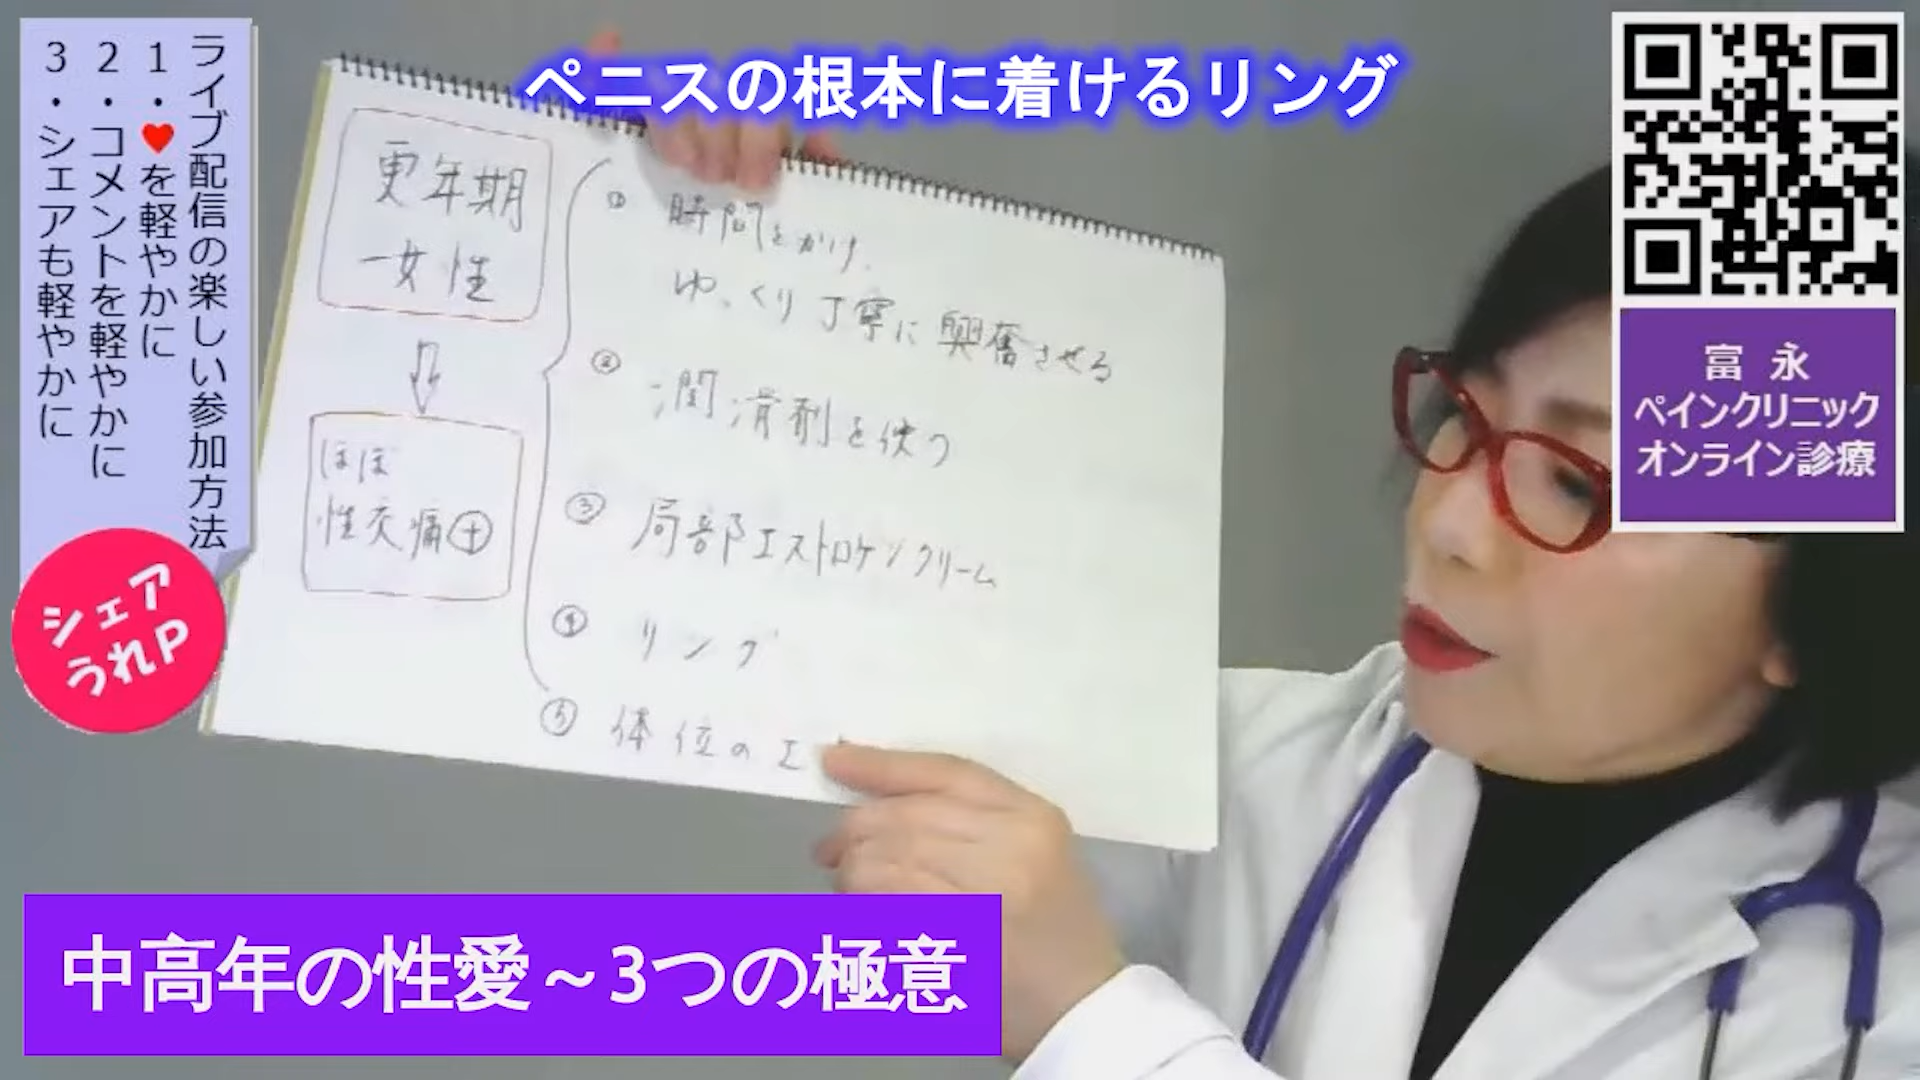 ペニスの根本に着けるリング
ライブ配信の楽しい参加方法
1・♥を軽やかに
2・コメントを軽やかに
3・シェアも軽やかに
シェア
うれP
更年期
女性
ほぼ
性交痛⊕
① 時間をかけ、
ゆっくり丁寧に興奮させる
② 潤滑剤を使う
③ 局部エストロゲンクリーム
④ リング
⑤ 体位の工
富永
ペインクリニック
オンライン診療
中高年の性愛~3つの極意